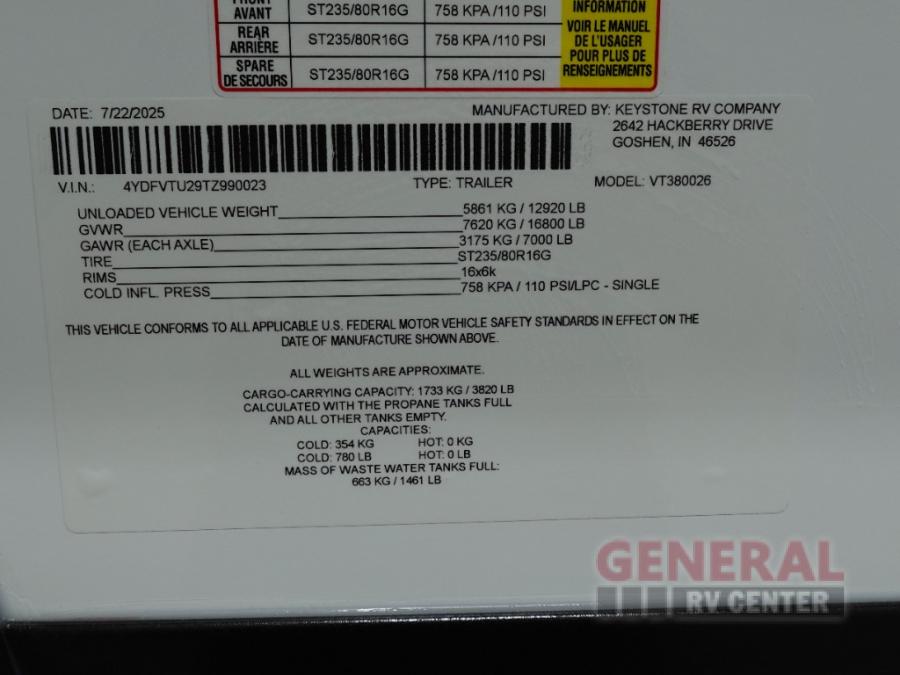 FRONT
AVANT ST235/80R16G 758 KPA /110 PSI
REAR
ARRIÈRE ST235/80R16G 758 KPA /110 PSI
SPARE
DE SECOURS ST235/80R16G 758 KPA /110 PSI
INFORMATION
VOIR LE MANUEL
DE L'USAGER
POUR PLUS DE
RENSEIGNEMENTS
DATE: 7/22/2025
MANUFACTURED BY: KEYSTONE RV COMPANY
2642 HACKBERRY DRIVE
GOSHEN, IN 46526
V.I.N.: 4YDFVTU29TZ990023 TYPE: TRAILER MODEL: VT380026
UNLOADED VEHICLE WEIGHT 5861 KG / 12920 LB
GVWR 7620 KG / 16800 LB
GAWR (EACH AXLE) 3175 KG / 7000 LB
TIRE ST235/80R16G
RIMS 16x6k
COLD INFL. PRESS 758 KPA / 110 PSI/LPC - SINGLE
THIS VEHICLE CONFORMS TO ALL APPLICABLE U.S. FEDERAL MOTOR VEHICLE SAFETY STANDARDS IN EFFECT ON THE
DATE OF MANUFACTURE SHOWN ABOVE.
ALL WEIGHTS ARE APPROXIMATE.
CARGO-CARRYING CAPACITY: 1733 KG / 3820 LB
CALCULATED WITH THE PROPANE TANKS FULL
AND ALL OTHER TANKS EMPTY.
CAPACITIES:
COLD: 354 KG HOT: 0 KG
COLD: 780 LB HOT: 0 LB
MASS OF WASTE WATER TANKS FULL:
663 KG / 1461 LB
GENERAL
RV CENTER